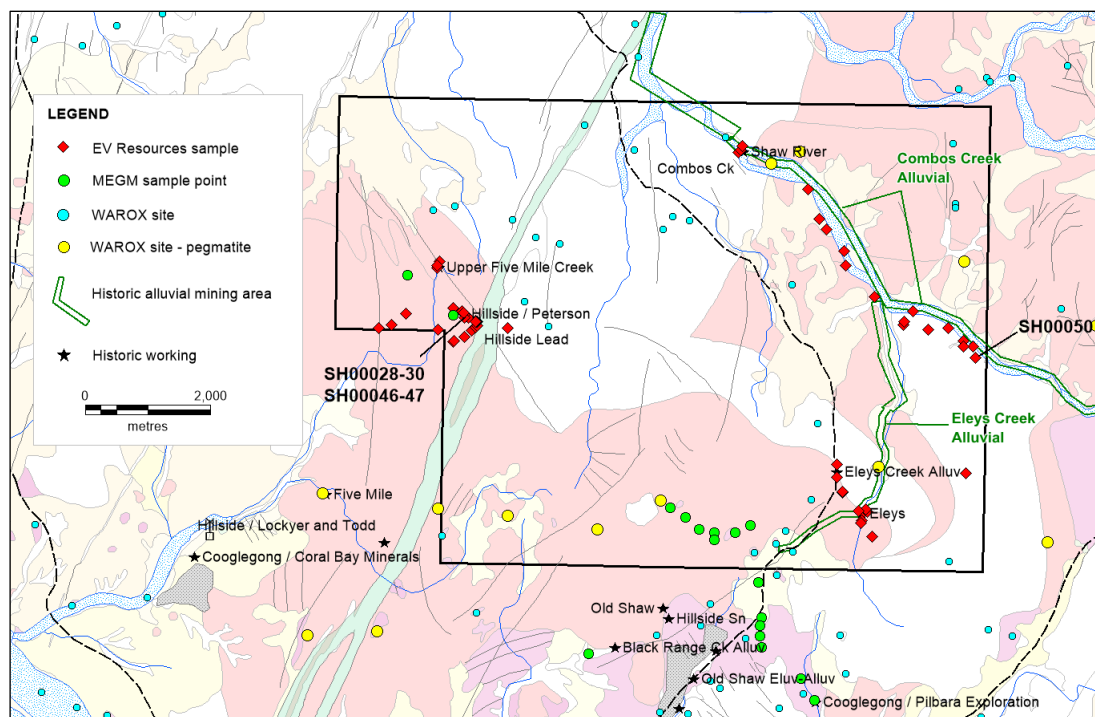 LEGEND
EV Resources sample
MEGM sample point
WAROX site
WAROX site - pegmatite
Historic alluvial mining area
Historic working
0 2,000
metres
Shaw River
Combos Ck
Combos Creek
Alluvial
Upper Five Mile Creek
Hillside / Peterson
Hillside Lead
SH00050
SH00028-30
SH00046-47
Eleys Creek
Alluvial
Eleys Creek Alluv
Five Mile
Eleys
Hillside / Lockyer and Todd
Cooglegong / Coral Bay Minerals
Old Shaw
Hillside Sn
Black Range Ck Alluv
Old Shaw Eluv-Alluv
Cooglegong / Pilbara Exploration